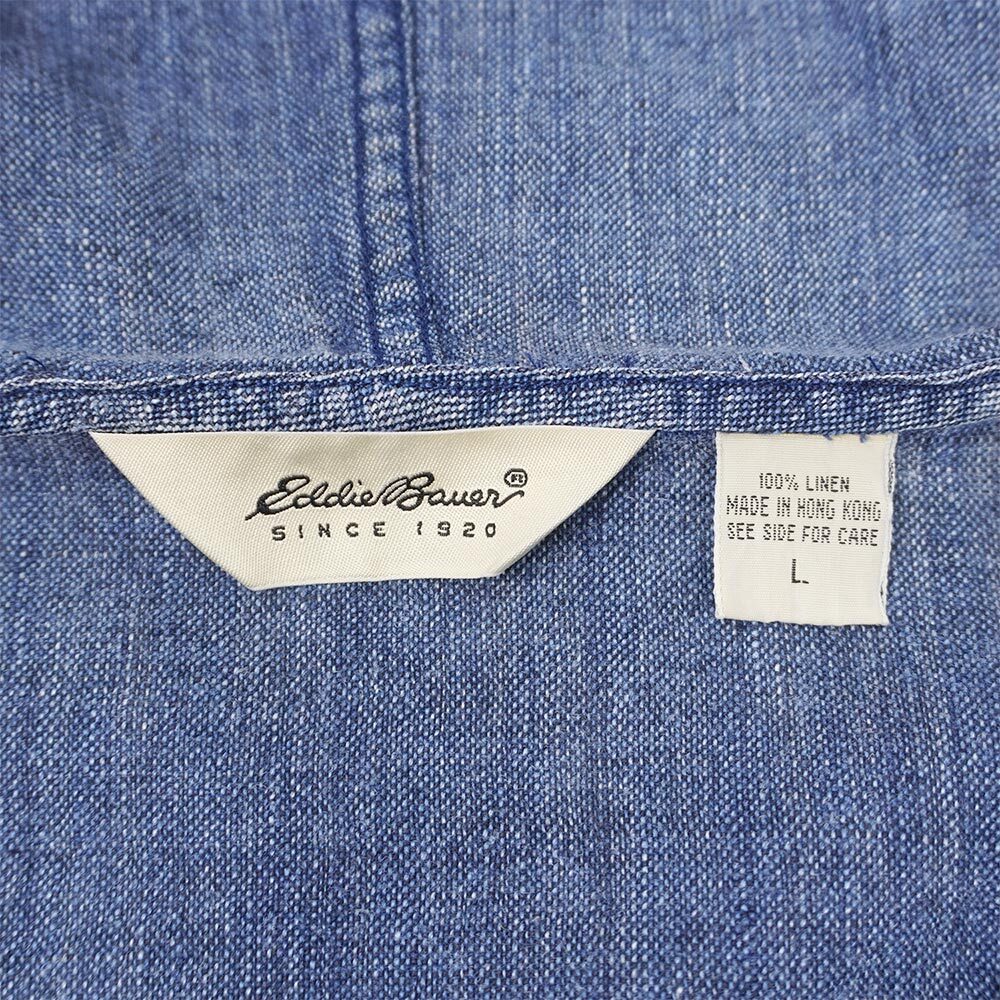 Eddie Bauer
SINCE 1920
100% LINEN
MADE IN HONG KONG
SEE SIDE FOR CARE
L